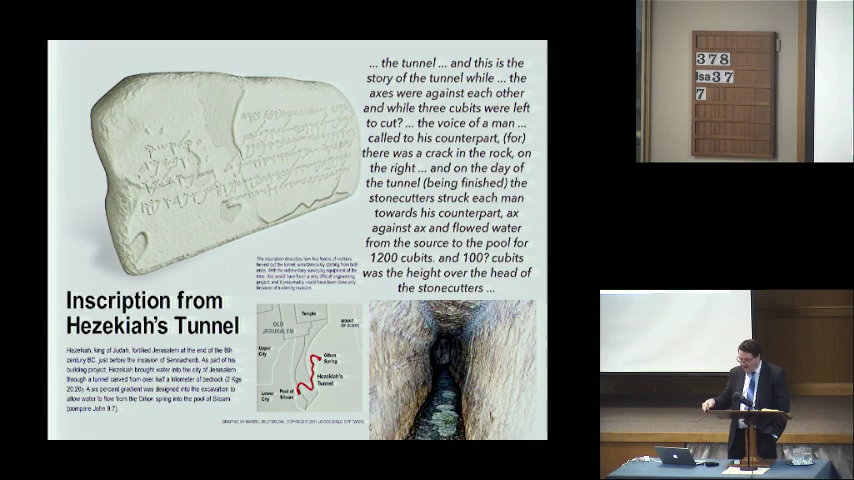 ... the tunnel ... and this is the
story of the tunnel while ... the
axes were against each other
and while three cubits were left
to cut? ... the voice of a man ...
called to his counterpart, (for)
there was a crack in the rock, on
the right ... and on the day of
the tunnel (being finished) the
stonecutters struck each man
towards his counterpart, ax
against ax and flowed water
from the source to the pool for
1200 cubits. and 100? cubits
was the height over the head of
the stonecutters ...
Inscription from
Hezekiah's Tunnel
Hezekiah, king of Judah, fortified Jerusalem at the end of the 8th
century BC, just before the invasion of Sennacherib. As part of his
building project, Hezekiah brought water into the city of Jerusalem
through a tunnel carved from over half a kilometer of bedrock (2 Kgs
20:20). A six percent gradient was designed into the excavation to
allow water to flow from the Gihon spring into the pool of Siloam
(compare John 9:7).
Temple
MOUNT
OF OLIVES
OLD
JERUSALEM
Upper
City
Gihon
Spring
Hezekiah's
Tunnel
Lower
City
Pool of
Siloam
378
Isa37
7